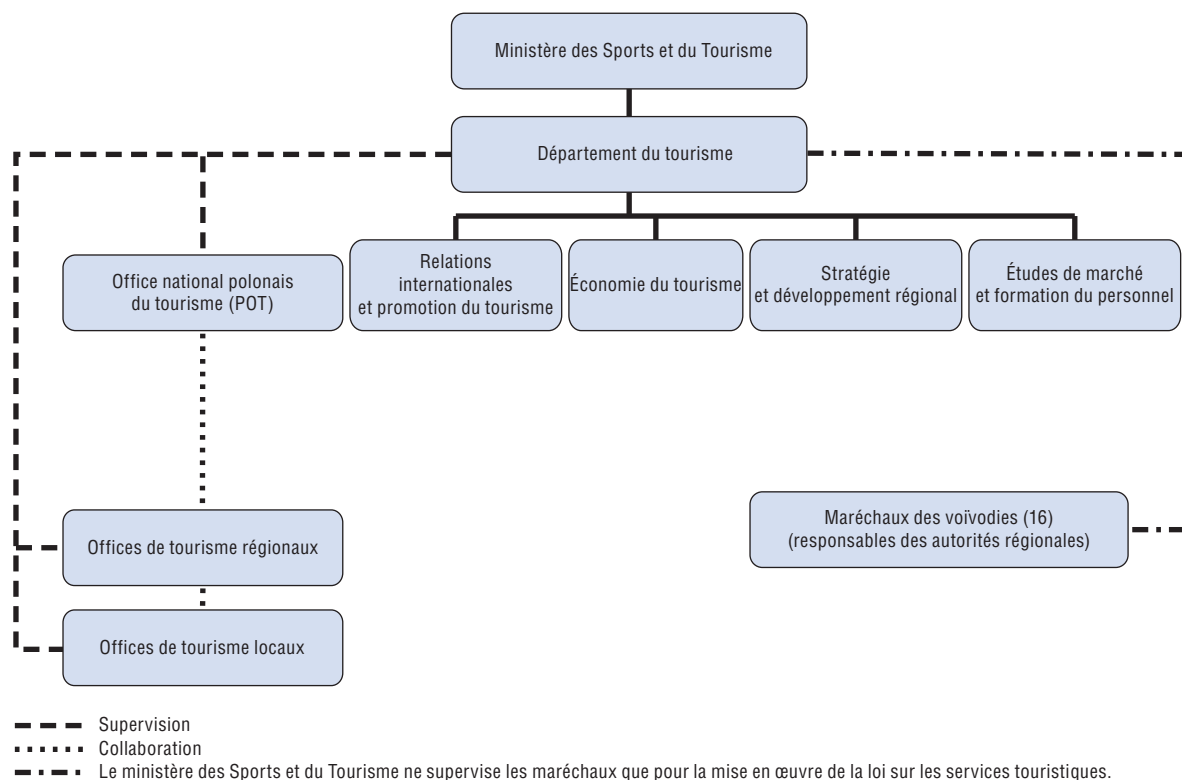 Ministère des Sports et du Tourisme
Département du tourisme
Office national polonais
du tourisme (POT)
Relations
internationales
et promotion du tourisme
Économie du tourisme
Stratégie
et développement régional
Études de marché
et formation du personnel
Offices de tourisme régionaux
Maréchaux des voïvodies (16)
(responsables des autorités régionales)
Offices de tourisme locaux
Supervision
Collaboration
Le ministère des Sports et du Tourisme ne supervise les maréchaux que pour la mise en œuvre de la loi sur les services touristiques.